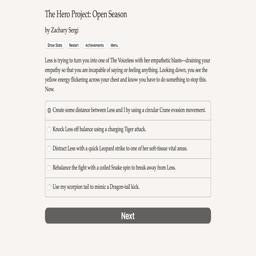 The Hero Project: Open Season
by Zachary Sergi
Show Stats Restart Achievements Menu
Less is trying to turn you into one of The Voiceless with her empathetic blasts—draining your
empathy so that you are incapable of saying or feeling anything. Looking down, you see the
yellow energy flickering across your chest and know you have to do something to stop this.
Now.
Create some distance between Less and I by using a circular Crane evasion movement.
Knock Less off balance using a charging Tiger attack.
Distract Less with a quick Leopard strike to one of her soft-tissue vital areas.
Rebalance the fight with a coiled Snake spin to break away from Less.
Use my scorpion tail to mimic a Dragon-tail kick.
Next